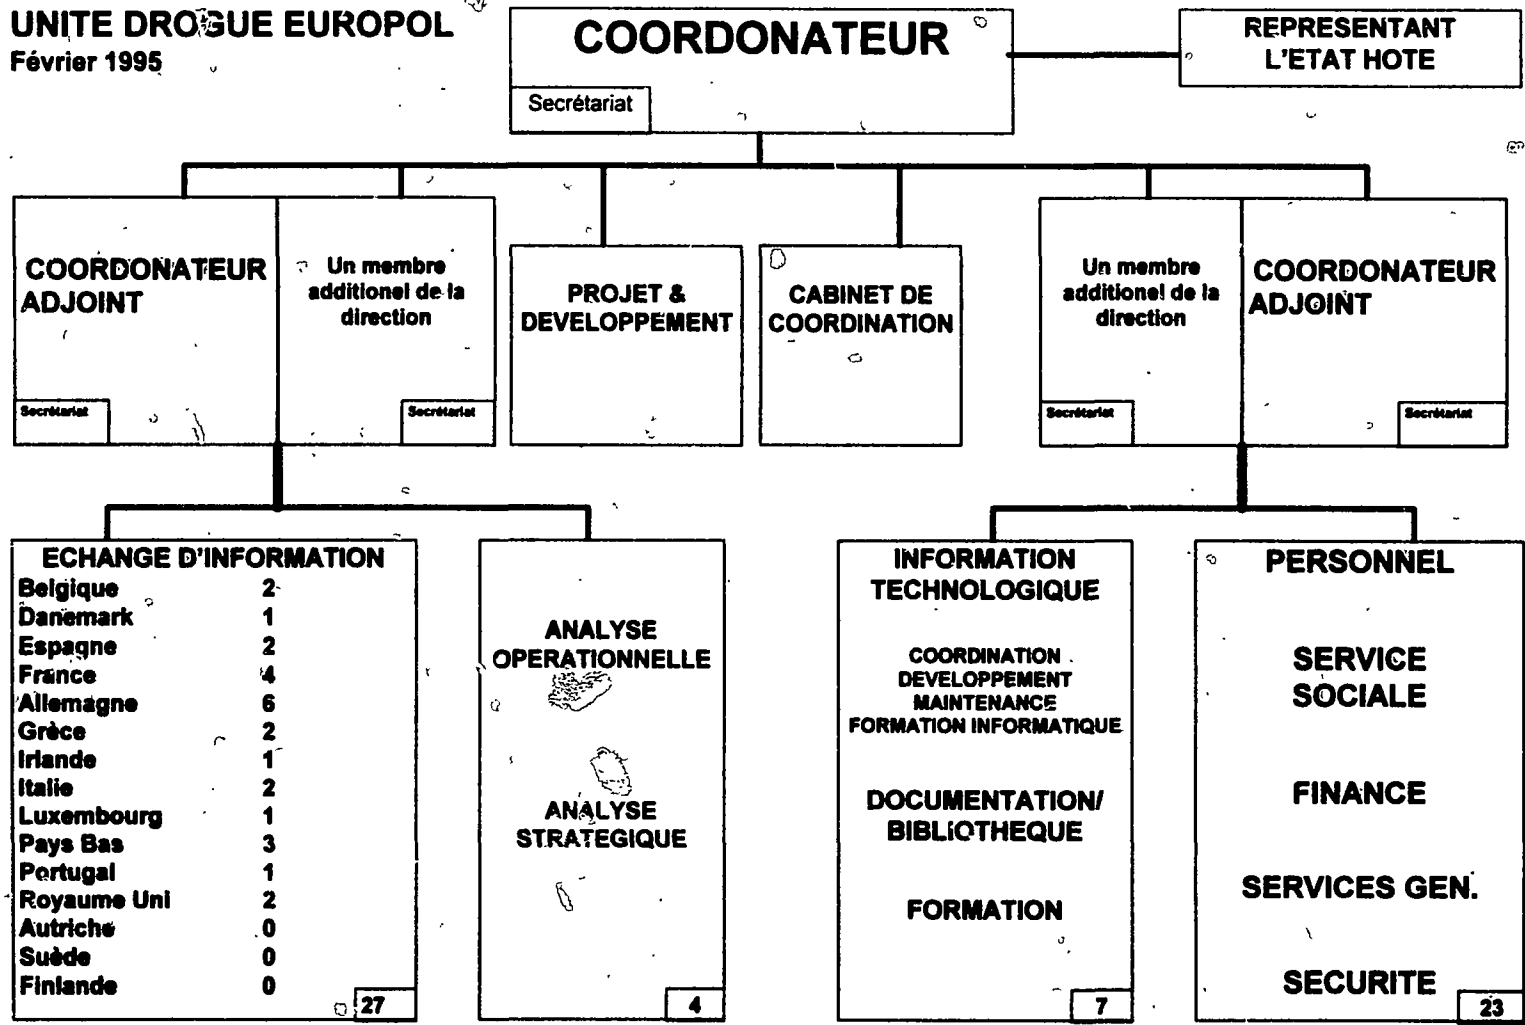 UNITE DROGUE EUROPOL
Février 1995
COORDONATEUR
Secrétariat
REPRESENTANT
L'ETAT HOTE
COORDONATEUR
ADJOINT
Secrétariat
Un membre
additionel de la
direction
Secrétariat
PROJET &
DEVELOPPEMENT
CABINET DE
COORDINATION
Un membre
additionel de la
direction
Secrétariat
COORDONATEUR
ADJOINT
Secrétariat
ECHANGE D'INFORMATION
Belgique 2
Danemark 1
Espagne 2
France 4
Allemagne 6
Grèce 2
Irlande 1
Italie 2
Luxembourg 1
Pays Bas 3
Portugal 1
Royaume Uni 2
Autriche 0
Suède 0
Finlande 0
27
ANALYSE
OPERATIONNELLE
ANALYSE
STRATEGIQUE
4
INFORMATION
TECHNOLOGIQUE
COORDINATION
DEVELOPPEMENT
MAINTENANCE
FORMATION INFORMATIQUE
DOCUMENTATION/
BIBLIOTHEQUE
FORMATION
7
PERSONNEL
SERVICE
SOCIALE
FINANCE
SERVICES GEN.
SECURITE
23